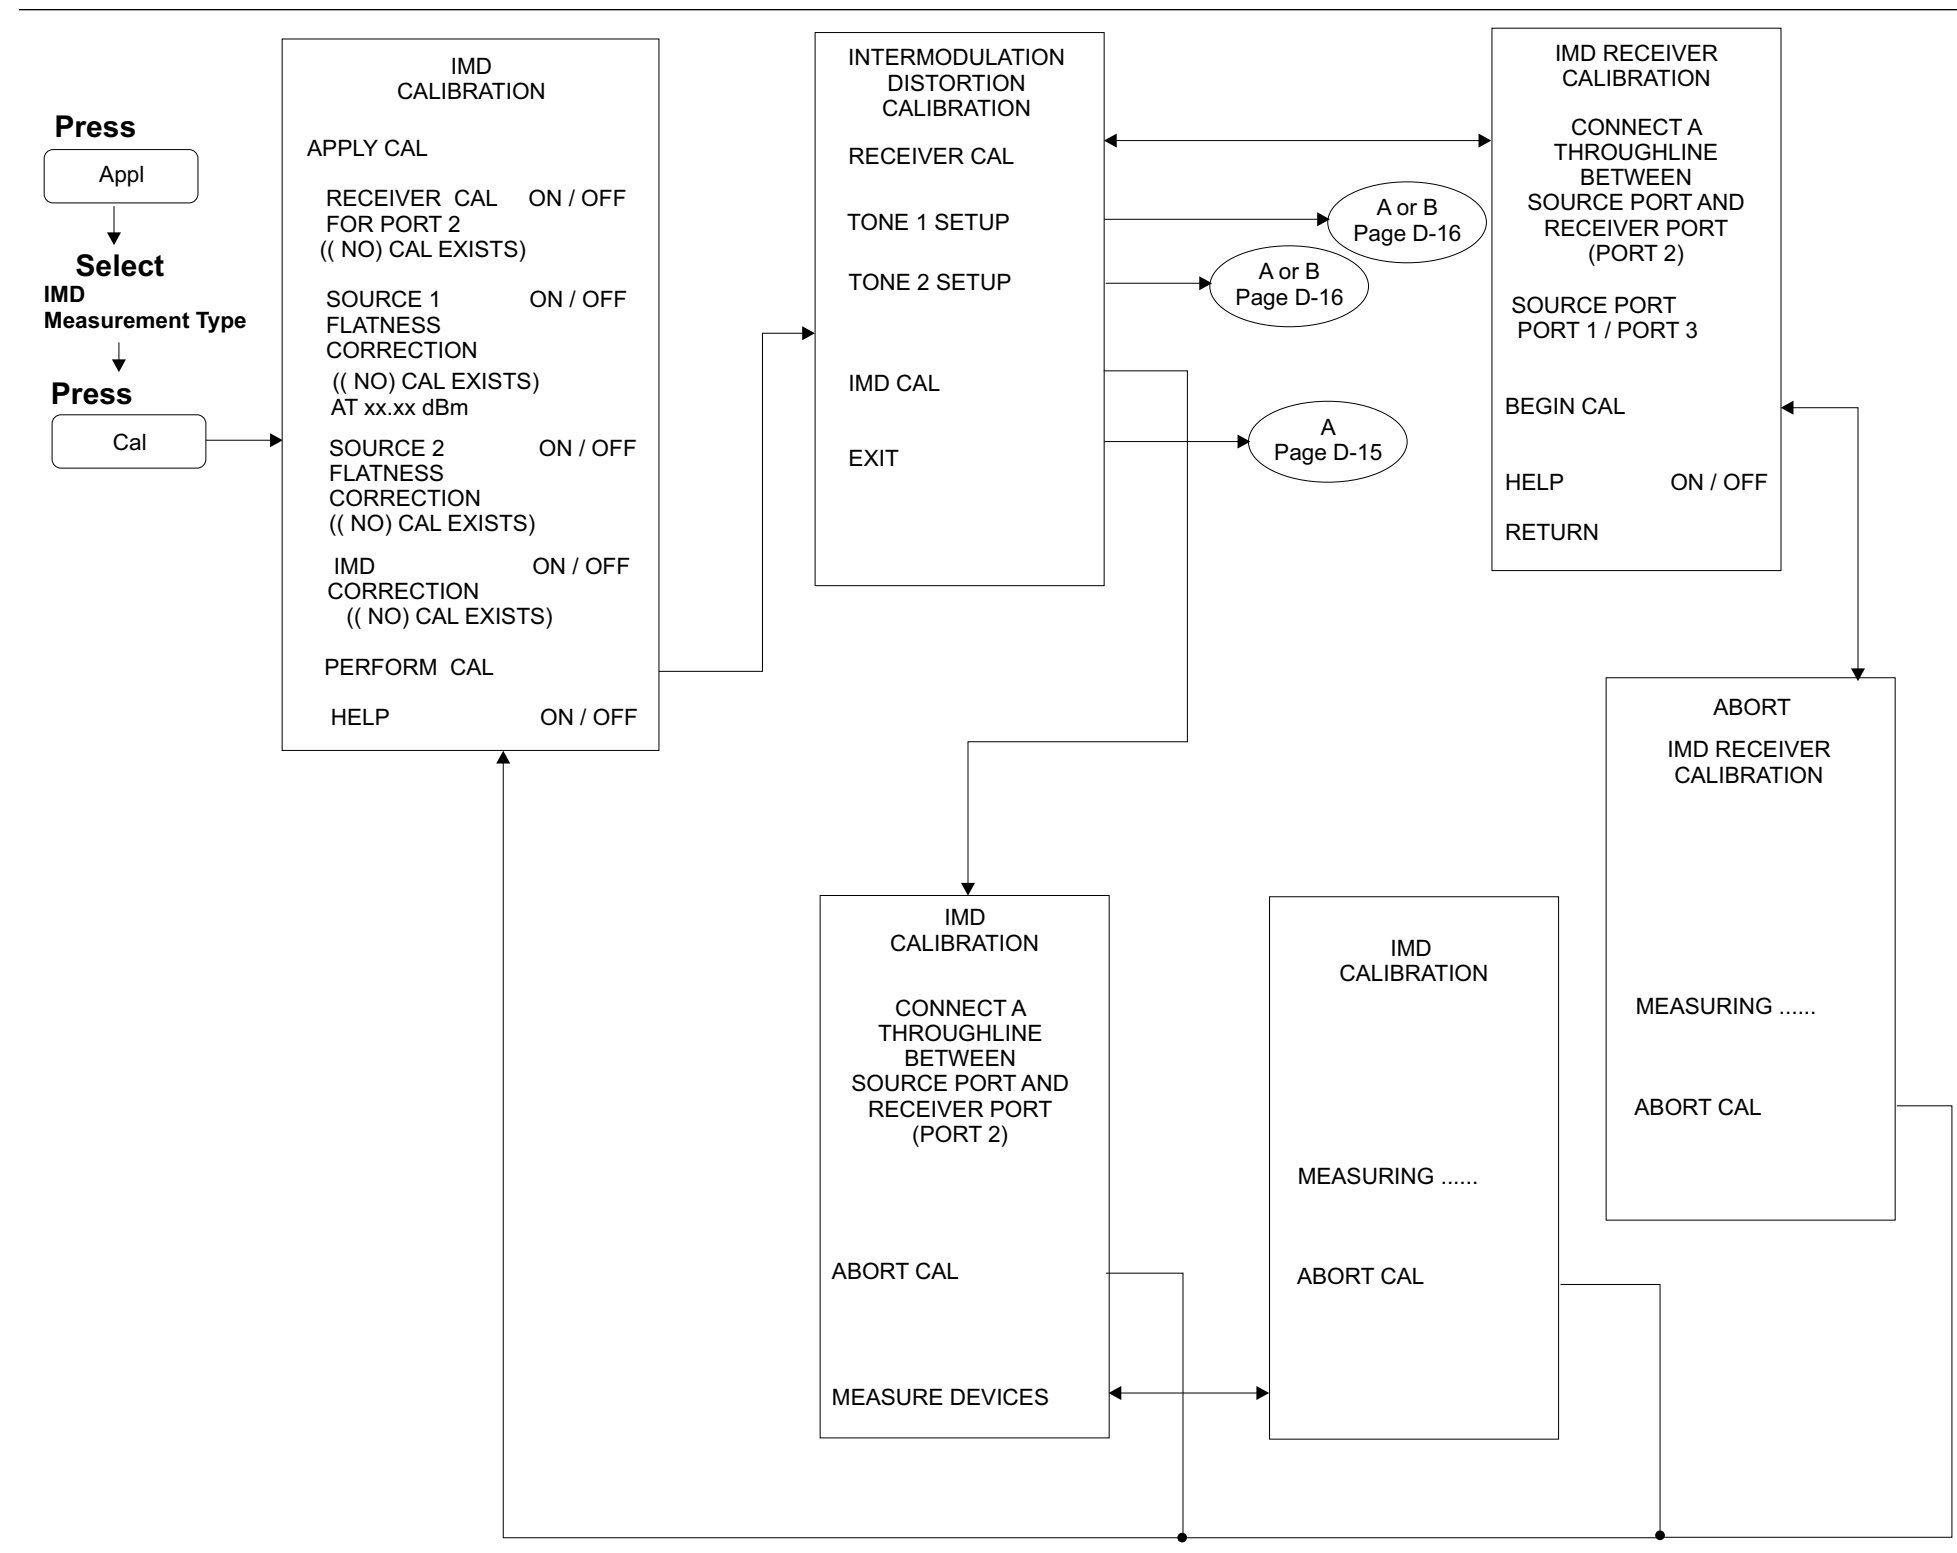 Press
Appl
Select
IMD
Measurement Type
Press
Cal
IMD
CALIBRATION
APPLY CAL
RECEIVER CAL ON / OFF
FOR PORT 2
(( NO) CAL EXISTS)
SOURCE 1 ON / OFF
FLATNESS
CORRECTION
(( NO) CAL EXISTS)
AT xx.xx dBm
SOURCE 2 ON / OFF
FLATNESS
CORRECTION
(( NO) CAL EXISTS)
IMD ON / OFF
CORRECTION
(( NO) CAL EXISTS)
PERFORM CAL
HELP ON / OFF
INTERMODULATION
DISTORTION
CALIBRATION
RECEIVER CAL
TONE 1 SETUP
TONE 2 SETUP
IMD CAL
EXIT
A or B
Page D-16
A or B
Page D-16
A
Page D-15
IMD RECEIVER
CALIBRATION
CONNECT A
THROUGHLINE
BETWEEN
SOURCE PORT AND
RECEIVER PORT
(PORT 2)
SOURCE PORT
PORT 1 / PORT 3
BEGIN CAL
HELP ON / OFF
RETURN
ABORT
IMD RECEIVER
CALIBRATION
MEASURING ......
ABORT CAL
IMD
CALIBRATION
CONNECT A
THROUGHLINE
BETWEEN
SOURCE PORT AND
RECEIVER PORT
(PORT 2)
ABORT CAL
MEASURE DEVICES
IMD
CALIBRATION
MEASURING ......
ABORT CAL